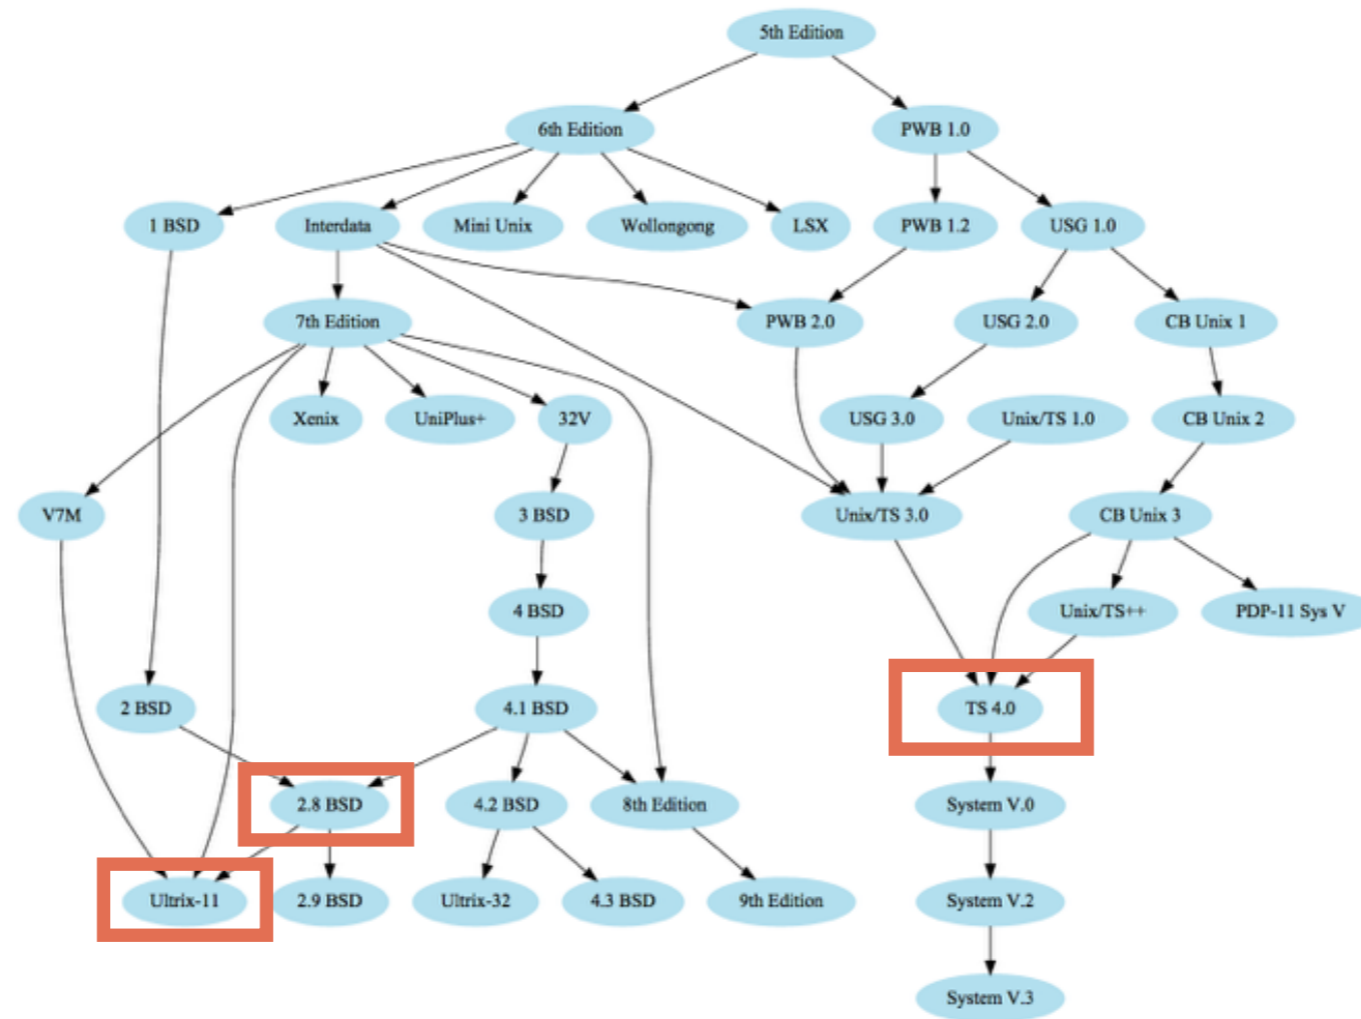 5th Edition
6th Edition
PWB 1.0
1 BSD
Interdata
Mini Unix
Wollongong
LSX
PWB 1.2
USG 1.0
7th Edition
PWB 2.0
USG 2.0
CB Unix 1
Xenix
UniPlus+
32V
USG 3.0
Unix/TS 1.0
CB Unix 2
V7M
3 BSD
Unix/TS 3.0
CB Unix 3
4 BSD
Unix/TS++
PDP-11 Sys V
2 BSD
4.1 BSD
TS 4.0
2.8 BSD
4.2 BSD
8th Edition
System V.0
Ultrix-11
2.9 BSD
Ultrix-32
4.3 BSD
9th Edition
System V.2
System V.3